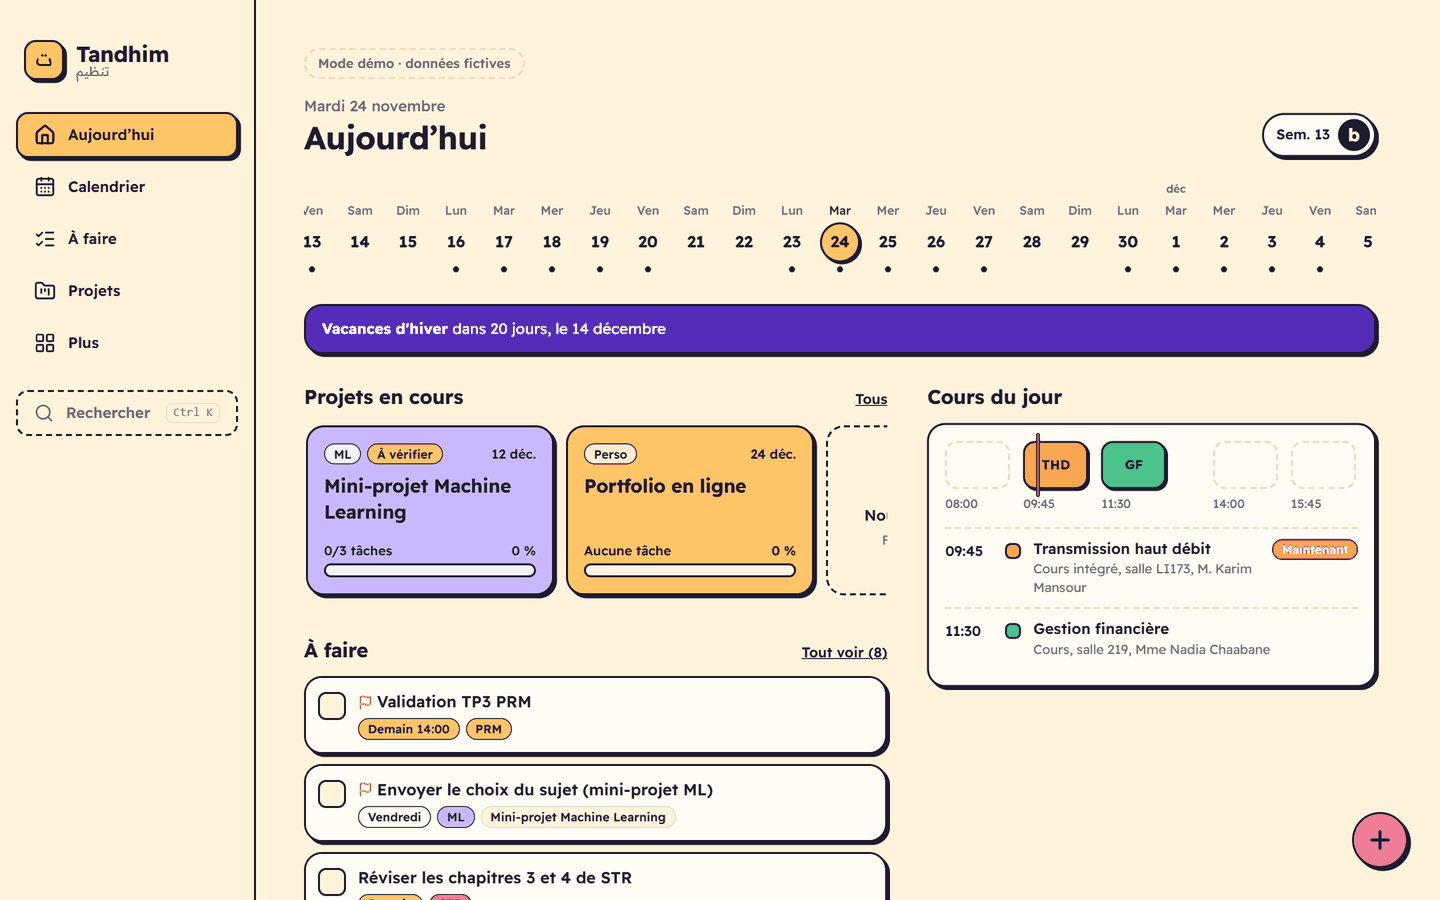 ت
Tandhim
تنظيم
Aujourd’hui
Calendrier
À faire
Projets
Plus
Rechercher Ctrl K
Mode démo · données fictives
Mardi 24 novembre
Aujourd’hui
Sem. 13 b
déc
Ven Sam Dim Lun Mar Mer Jeu Ven Sam Dim Lun Mar Mer Jeu Ven Sam Dim Lun Mar Mer Jeu Ven Sam
13 14 15 16 17 18 19 20 21 22 23 24 25 26 27 28 29 30 1 2 3 4 5
Vacances d'hiver dans 20 jours, le 14 décembre
Projets en cours Tous
ML À vérifier 12 déc.
Mini-projet Machine
Learning
0/3 tâches 0 %
Perso 24 déc.
Portfolio en ligne
Aucune tâche 0 %
À faire Tout voir (8)
Validation TP3 PRM
Demain 14:00 PRM
Envoyer le choix du sujet (mini-projet ML)
Vendredi ML Mini-projet Machine Learning
Réviser les chapitres 3 et 4 de STR
Cours du jour
THD GF
08:00 09:45 11:30 14:00 15:45
09:45 Transmission haut débit Maintenant
Cours intégré, salle LI173, M. Karim
Mansour
11:30 Gestion financière
Cours, salle 219, Mme Nadia Chaabane